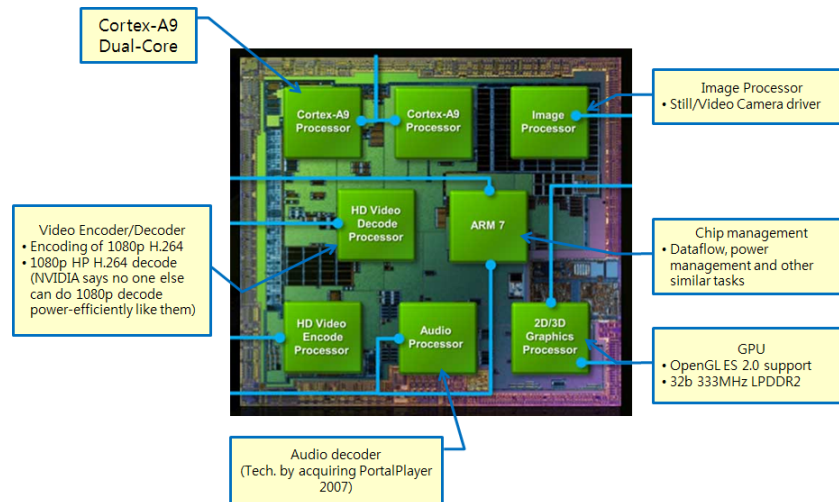 Cortex-A9
Dual-Core
Cortex-A9
Processor
Cortex-A9
Processor
Image
Processor
Image Processor
• Still/Video Camera driver
HD Video
Decode
Processor
ARM 7
Video Encoder/Decoder
• Encoding of 1080p H.264
• 1080p HP H.264 decode
(NVIDIA says no one else
can do 1080p decode
power-efficiently like them)
Chip management
• Dataflow, power
management and other
similar tasks
HD Video
Encode
Processor
Audio
Processor
2D/3D
Graphics
Processor
GPU
• OpenGL ES 2.0 support
• 32b 333MHz LPDDR2
Audio decoder
(Tech. by acquiring PortalPlayer
2007)